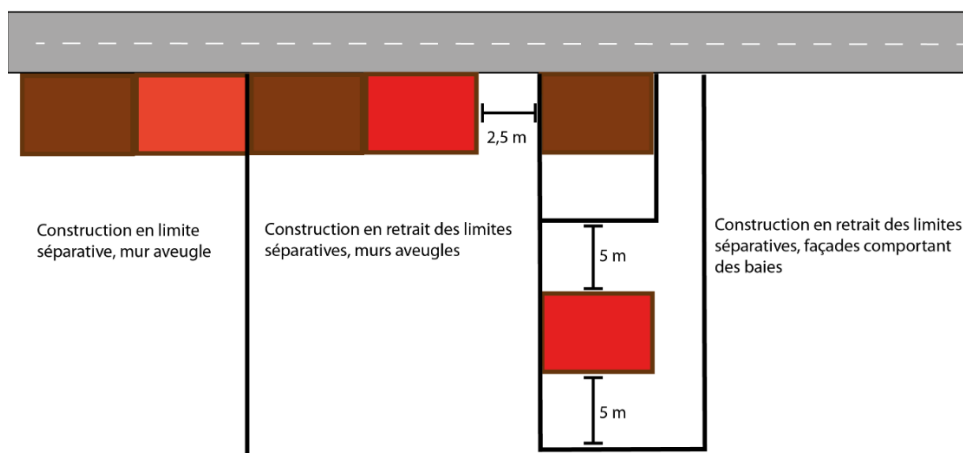 2,5 m
Construction en limite
séparative, mur aveugle
Construction en retrait des limites
séparatives, murs aveugles
5 m
Construction en retrait des limites
séparatives, façades comportant
des baies
5 m